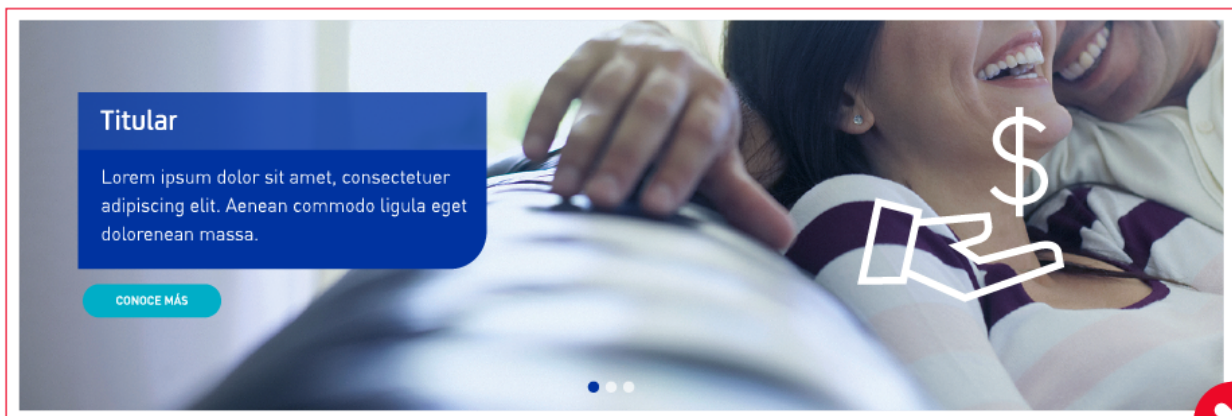 Titular
Lorem ipsum dolor sit amet, consectetuer
adipiscing elit. Aenean commodo ligula eget
dolorenean massa.
CONOCE MÁS